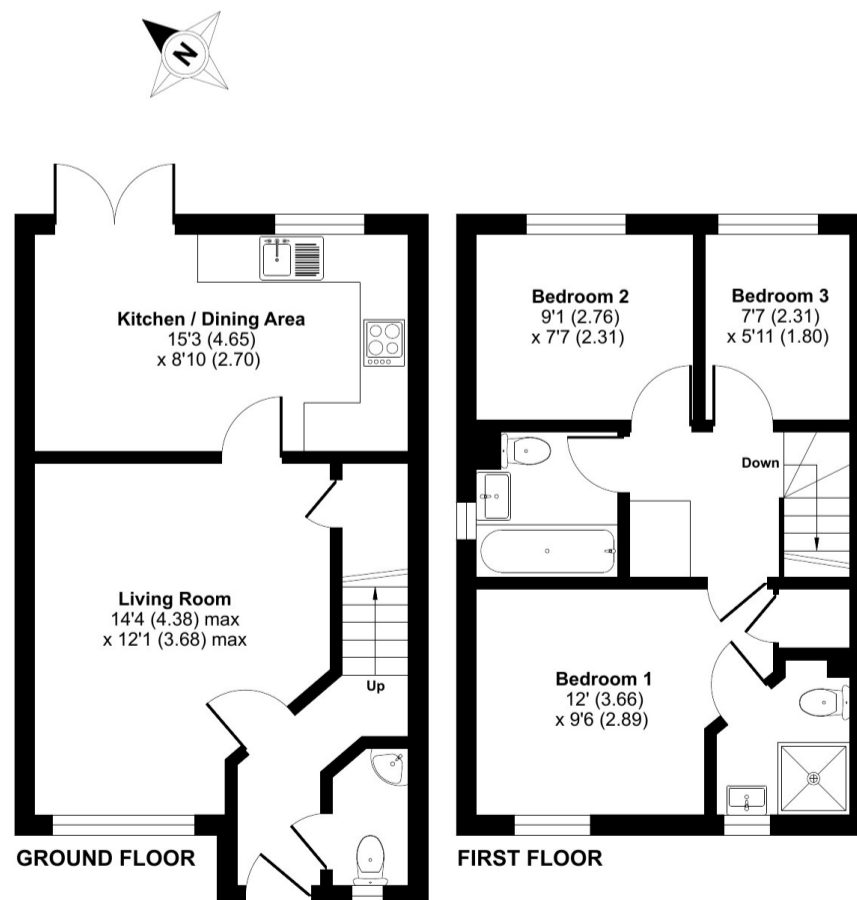 N
Kitchen / Dining Area
15'3 (4.65)
x 8'10 (2.70)
Living Room
14'4 (4.38) max
x 12'1 (3.68) max
Up
GROUND FLOOR
Bedroom 2
9'1 (2.76)
x 7'7 (2.31)
Bedroom 3
7'7 (2.31)
x 5'11 (1.80)
Down
Bedroom 1
12' (3.66)
x 9'6 (2.89)
FIRST FLOOR